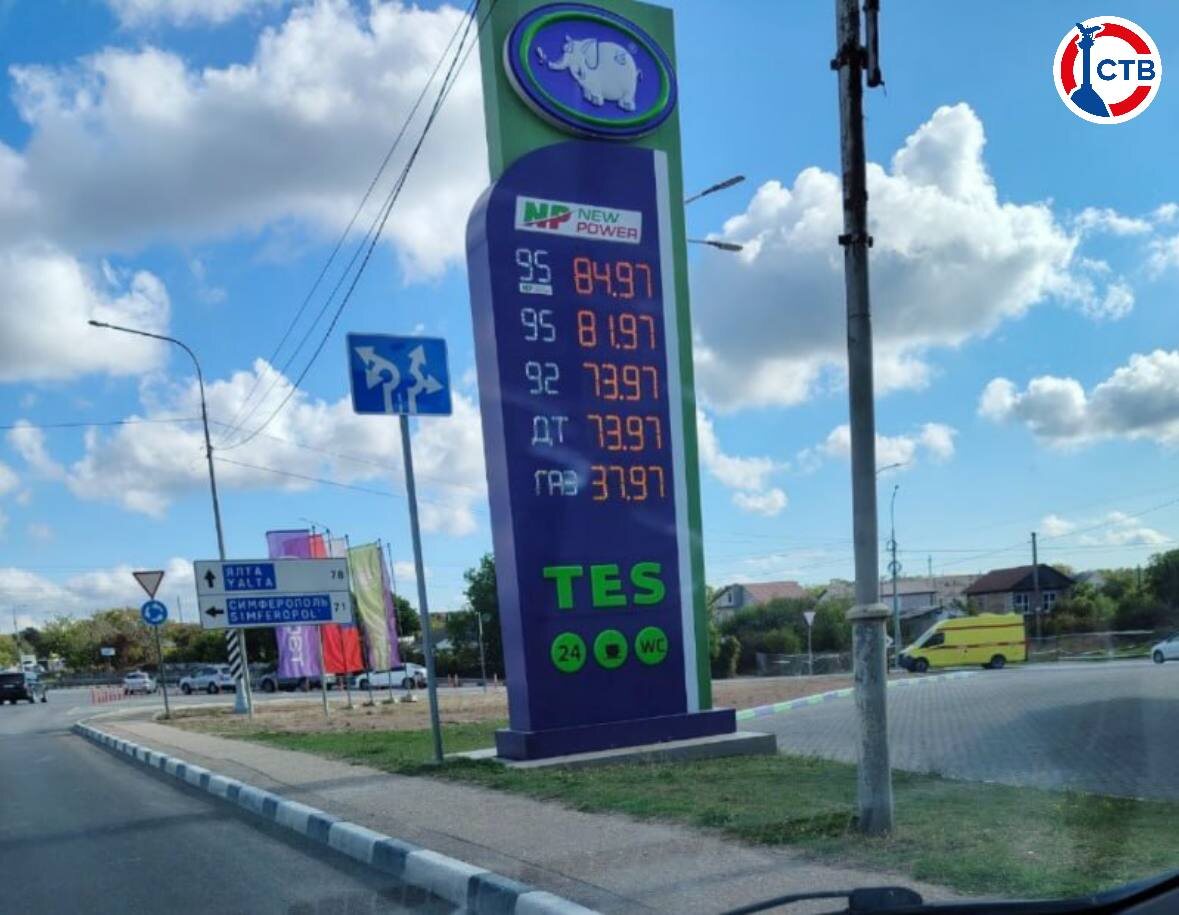 СТВ
NP NEW POWER
95 84.97
95 81.97
92 73.97
ДТ 73.97
ГАЗ 37.97
TES
24 WC
ЯЛТА 78
YALTA
СИМФЕРОПОЛЬ 71
SIMFEROPOL